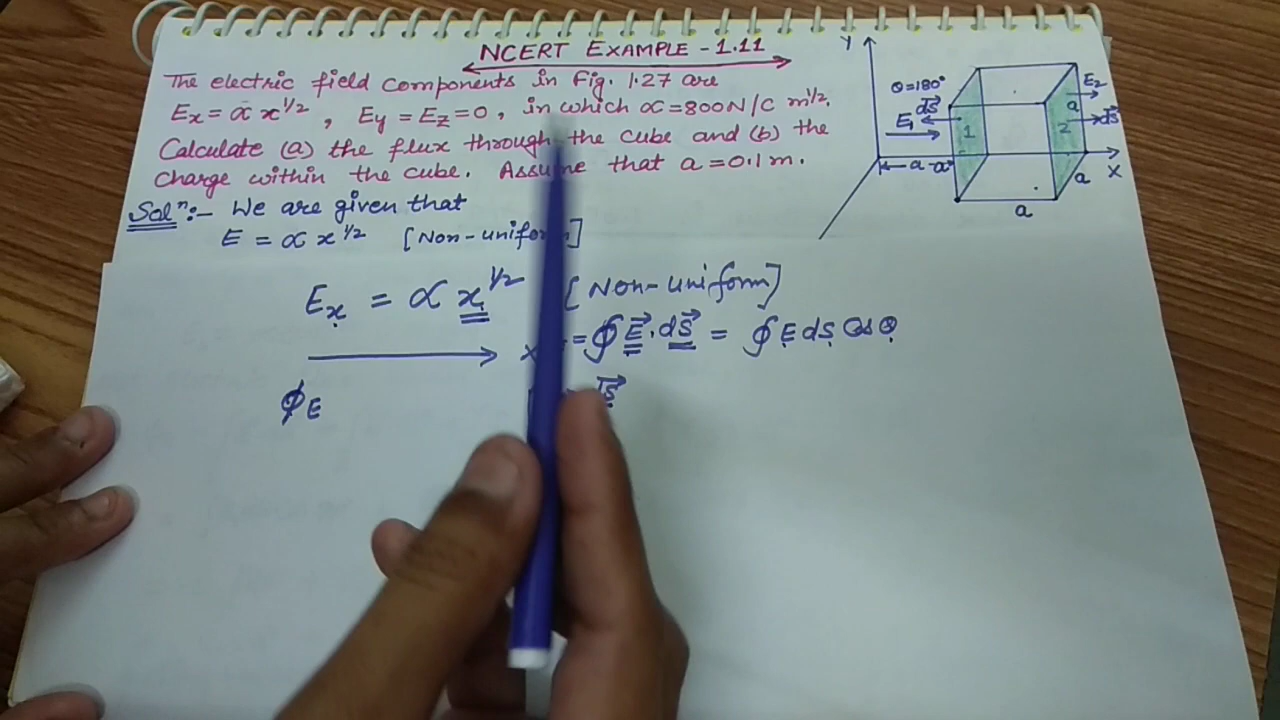 NCERT EXAMPLE - 1.11
The electric field components in Fig. 1.27 are
Ex = α x^1/2 , Ey = Ez = 0, in which α = 800 N/C m^1/2.
Calculate (a) the flux through the cube and (b) the
Charge within the cube. Assume that a = 0.1 m.
Solⁿ:- We are given that
E = α x^1/2 [Non-uniform]
Ex = α x^1/2 [Non-uniform]
x = ∮ E⃗ . dS⃗ = ∮ E dS Cos θ
ϕE
Y
θ=180°
dS⃗
E1
1
E2
a
2
dS⃗
a
X
a
a